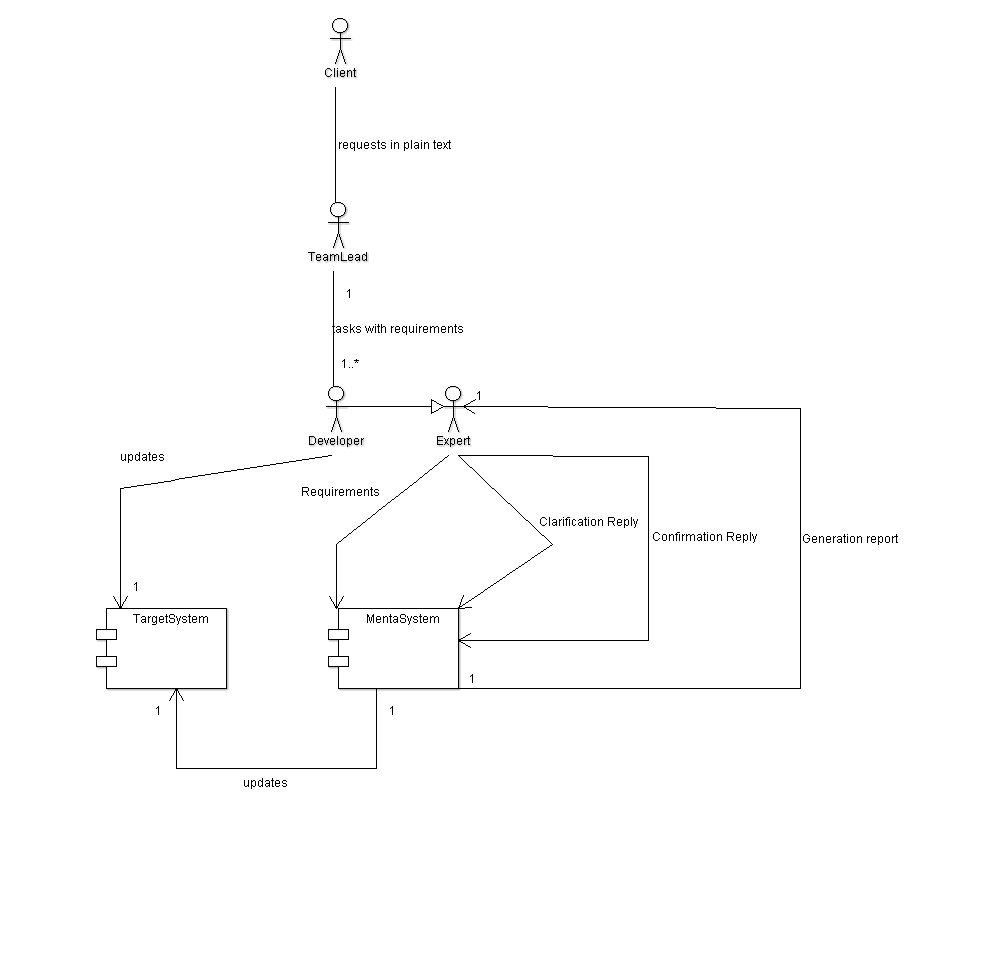 Client
requests in plain text
TeamLead
1
tasks with requirements
1..*
1
Developer
Expert
updates
Requirements
Clarification Reply
Confirmation Reply
Generation report
1
TargetSystem
MentaSystem
1
1
1
updates